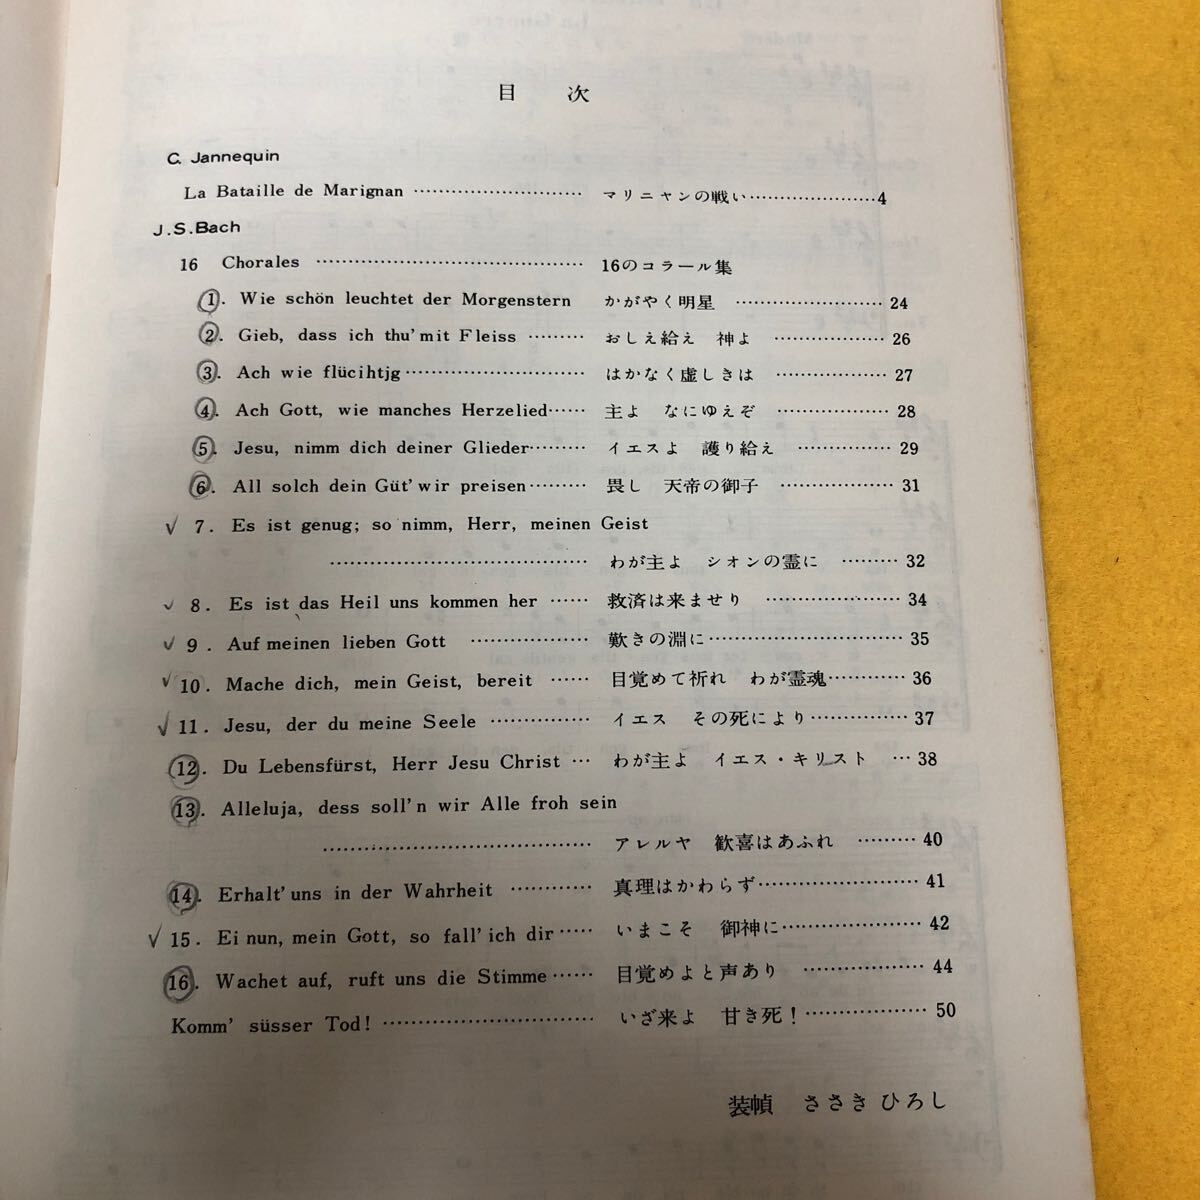 目 次
C. Jannequin
La Bataille de Marignan ……………………… マリニヤンの戦い…………………4
J.S.Bach
16 Chorales ……………………………… 16のコラール集
1. Wie schön leuchtet der Morgenstern かがやく明星 …………………… 24
2. Gieb, dass ich thu'mit Fleiss ……… おしえ給え 神よ ……………… 26
3. Ach wie flücihtjg………………………… はかなく虚しきは ……………… 27
4. Ach Gott, wie manches Herzelied…… 主よ なにゆえぞ ……………… 28
5. Jesu, nimm dich deiner Glieder……… イエスよ 護り給え …………… 29
6. All solch dein Güt'wir preisen……… 畏し 天帝の御子 ……………… 31
7. Es ist genug; so nimm, Herr, meinen Geist
…………………………………… わが主よ シオンの霊に ……… 32
8. Es ist das Heil uns kommen her …… 救済は来ませり ………………… 34
9. Auf meinen lieben Gott ……………… 歎きの淵に………………………… 35
10. Mache dich, mein Geist, bereit …… 目覚めて祈れ わが霊魂………… 36
11. Jesu, der du meine Seele …………… イエス その死により…………… 37
12. Du Lebensfürst, Herr Jesu Christ … わが主よ イエス・キリスト … 38
13. Alleluja, dess soll'n wir Alle froh sein
…………………………………… アレルヤ 歓喜はあふれ ……… 40
14. Erhalt'uns in der Wahrheit ………… 真理はかわらず…………………… 41
15. Ei nun, mein Gott, so fall'ich dir…… いまこそ 御神に………………… 42
16. Wachet auf, ruft uns die Stimme…… 目覚めよと声あり ……………… 44
Komm' süsser Tod! ………………………… いざ来よ 甘き死!……………… 50
装幀 ささき ひろし